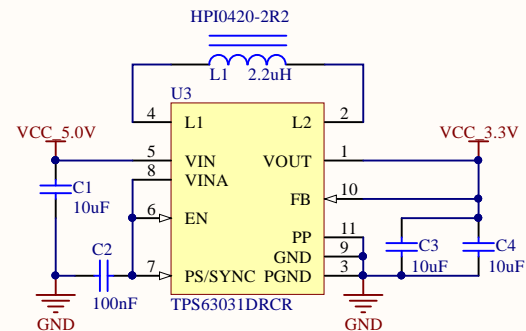 HPI0420-2R2
L1 2.2uH
U3
4 L1 L2 2
VCC_5.0V VCC_3.3V
5 VIN VOUT 1
8 VINA
C1
10uF
FB 10
6 EN
PP 11
C2 GND 9 C3 C4
7 PS/SYNC PGND 3 10uF 10uF
100nF
TPS63031DRCR
GND GND